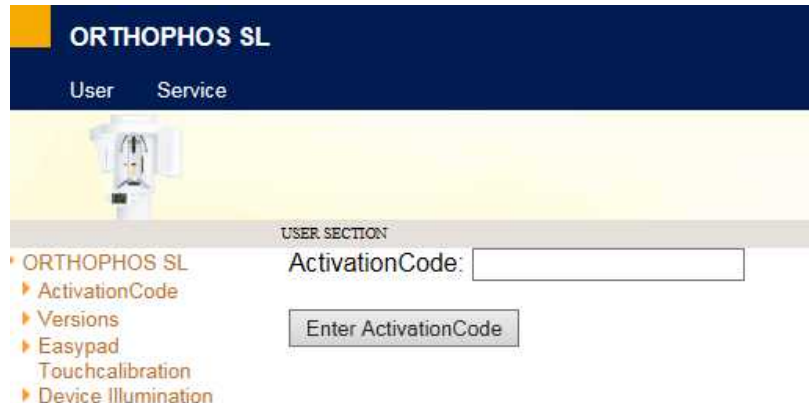 ORTHOPHOS SL
User Service
USER SECTION
ORTHOPHOS SL
ActivationCode
Versions
Easypad
Touchcalibration
Device Illumination
ActivationCode:
Enter ActivationCode